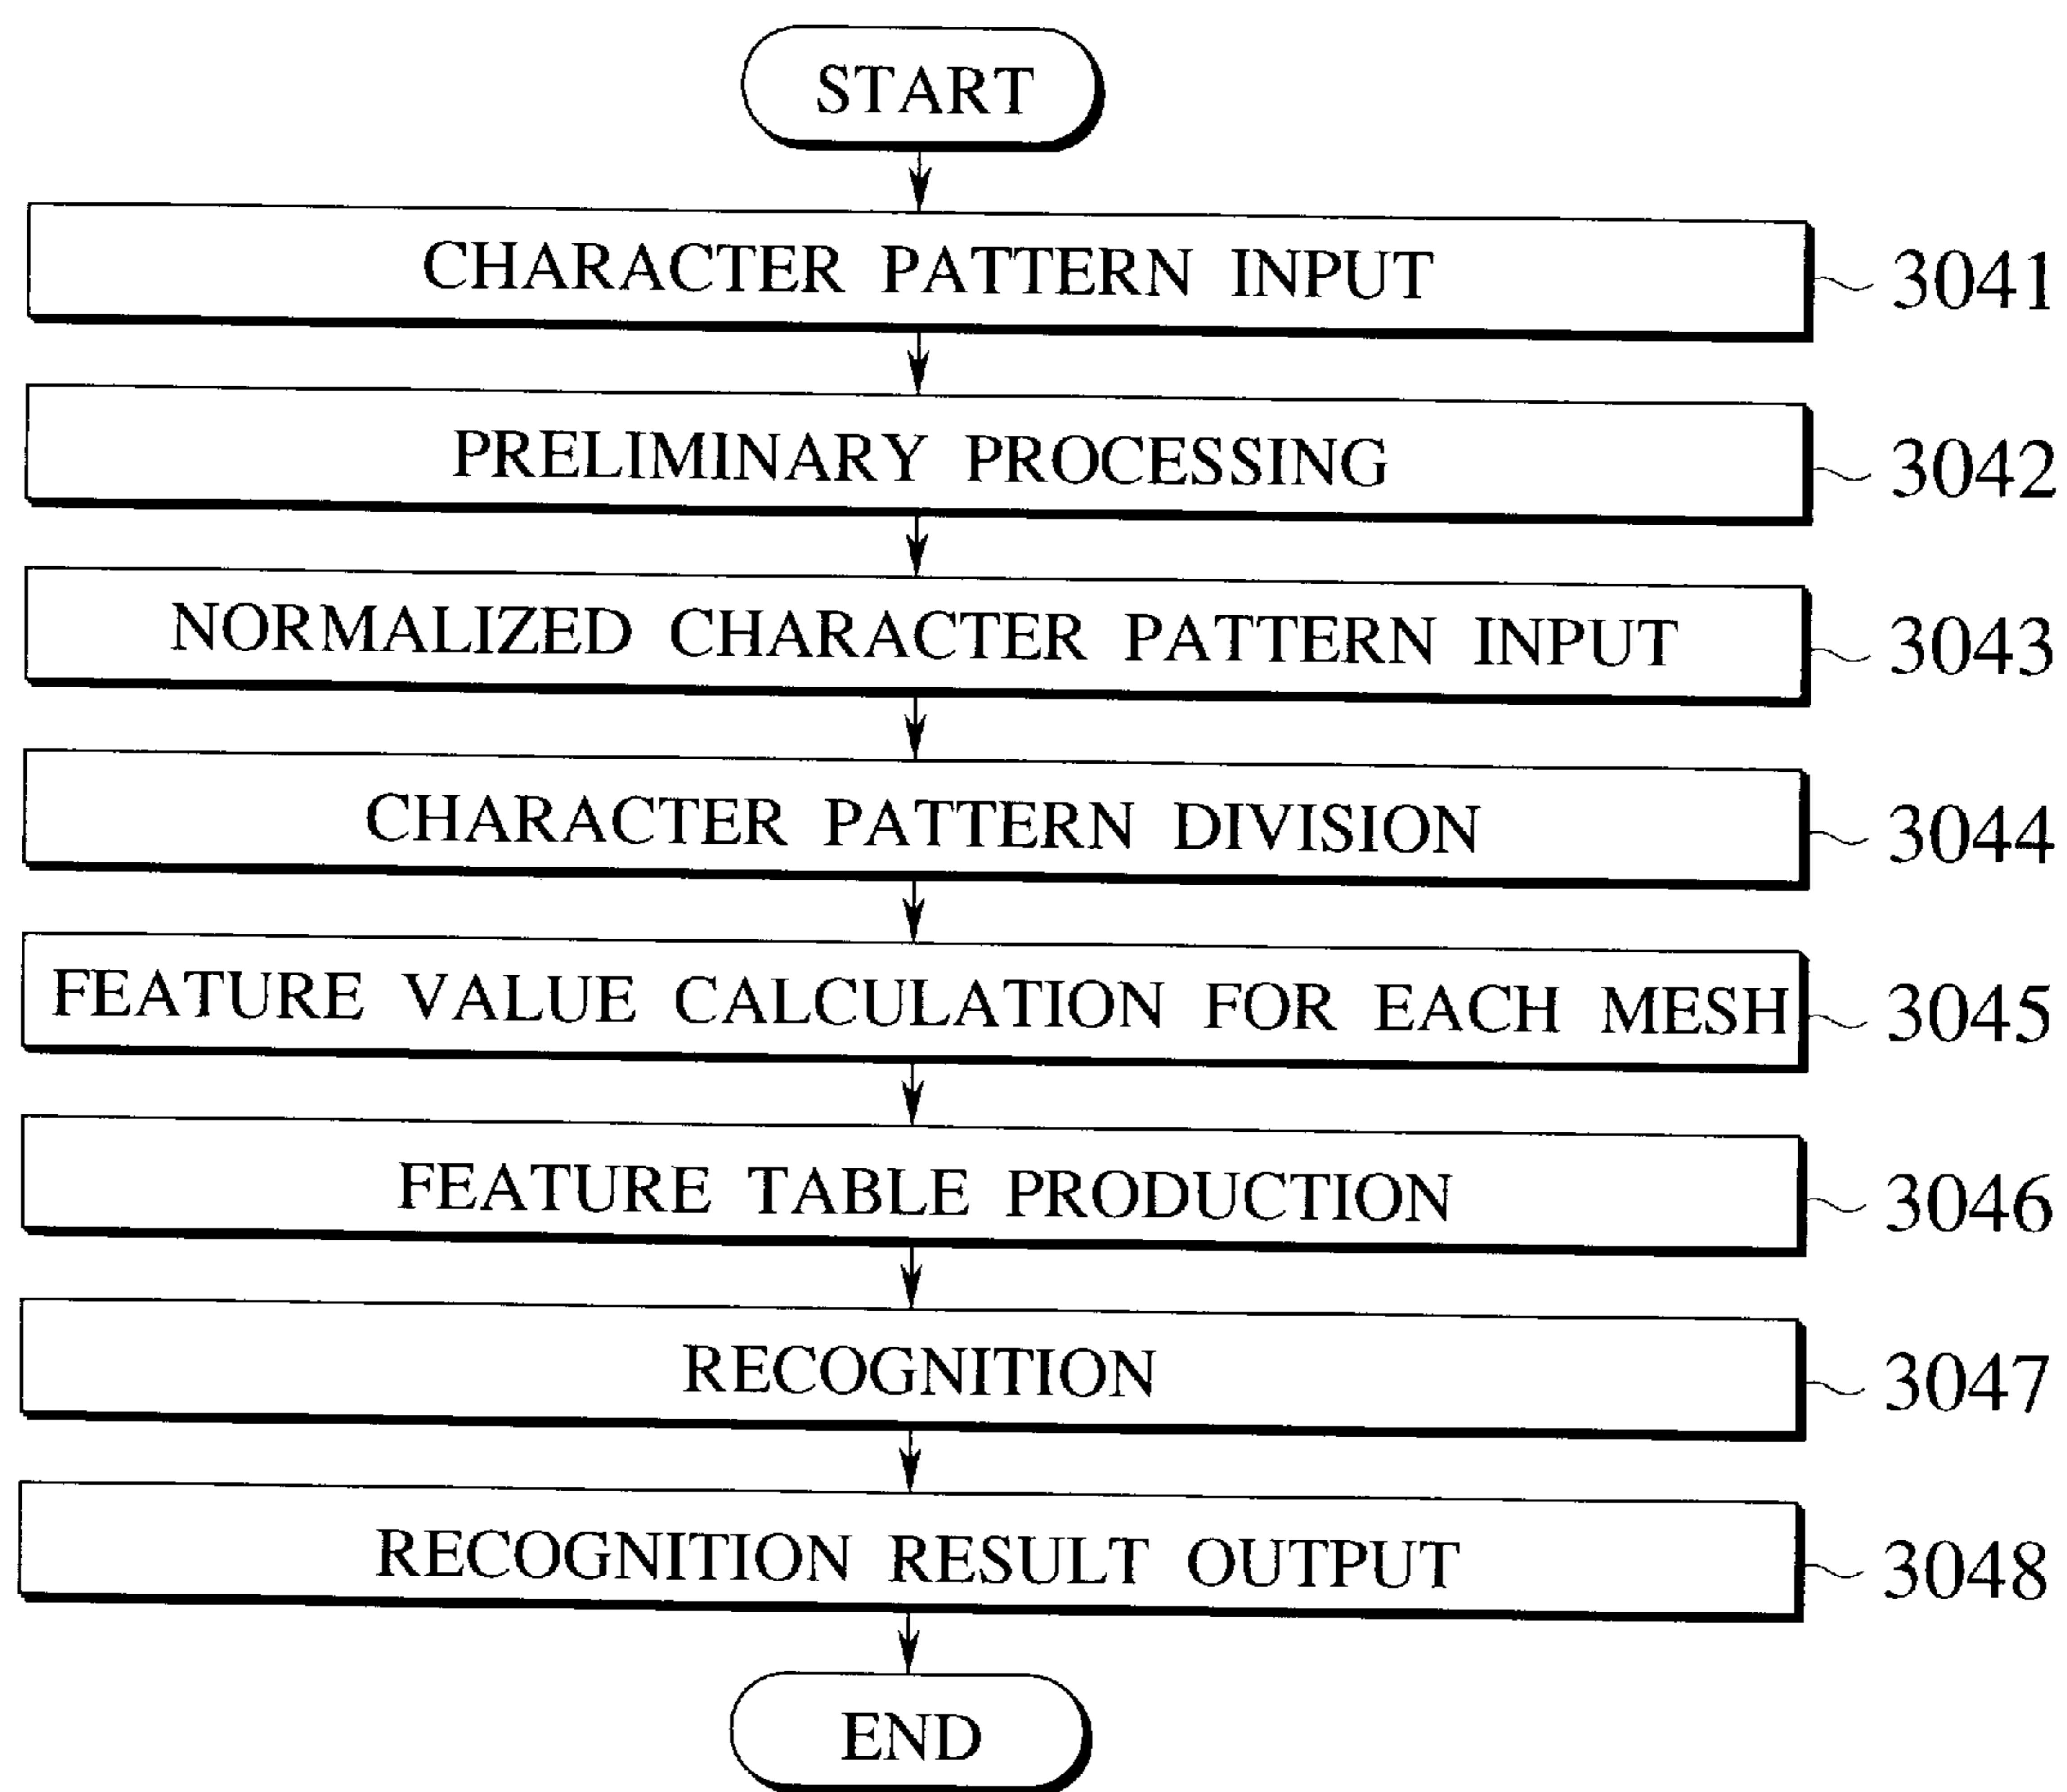 START
CHARACTER PATTERN INPUT 3041
PRELIMINARY PROCESSING 3042
NORMALIZED CHARACTER PATTERN INPUT 3043
CHARACTER PATTERN DIVISION 3044
FEATURE VALUE CALCULATION FOR EACH MESH 3045
FEATURE TABLE PRODUCTION 3046
RECOGNITION 3047
RECOGNITION RESULT OUTPUT 3048
END